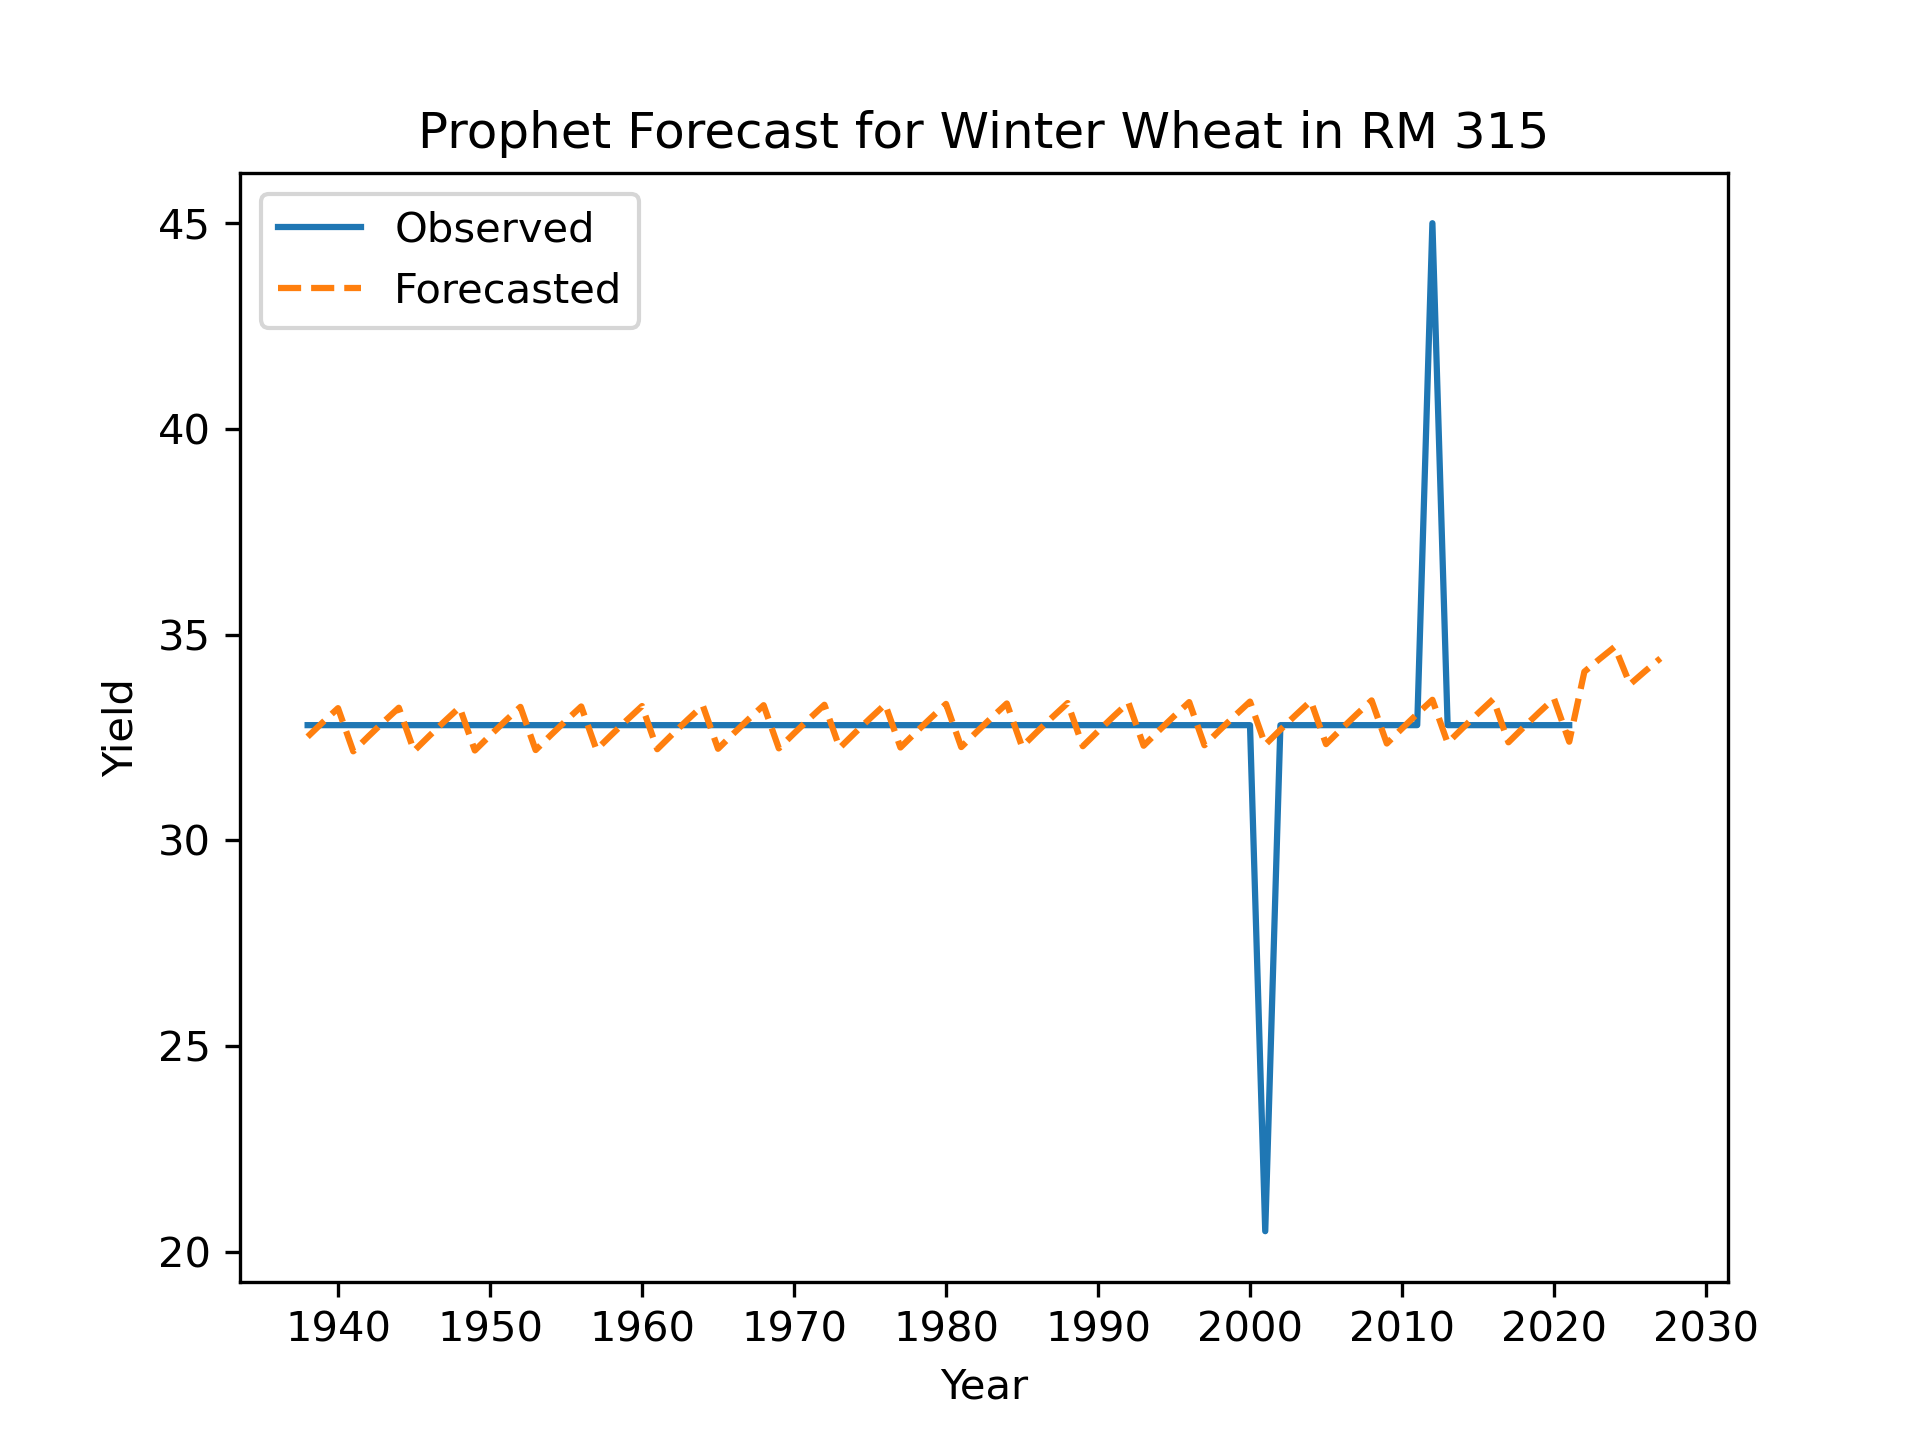 Prophet Forecast for Winter Wheat in RM 315
Observed
Forecasted
45
40
35
30
25
20
Yield
1940 1950 1960 1970 1980 1990 2000 2010 2020 2030
Year